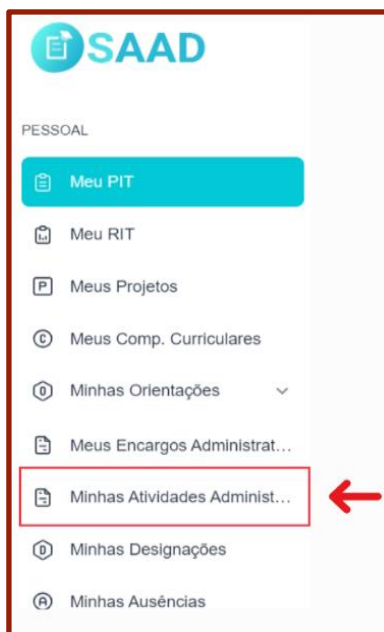 SAAD
PESSOAL
Meu PIT
Meu RIT
P Meus Projetos
C Meus Comp. Curriculares
O Minhas Orientações
Meus Encargos Administrat...
Minhas Atividades Administ...
D Minhas Designações
A Minhas Ausências